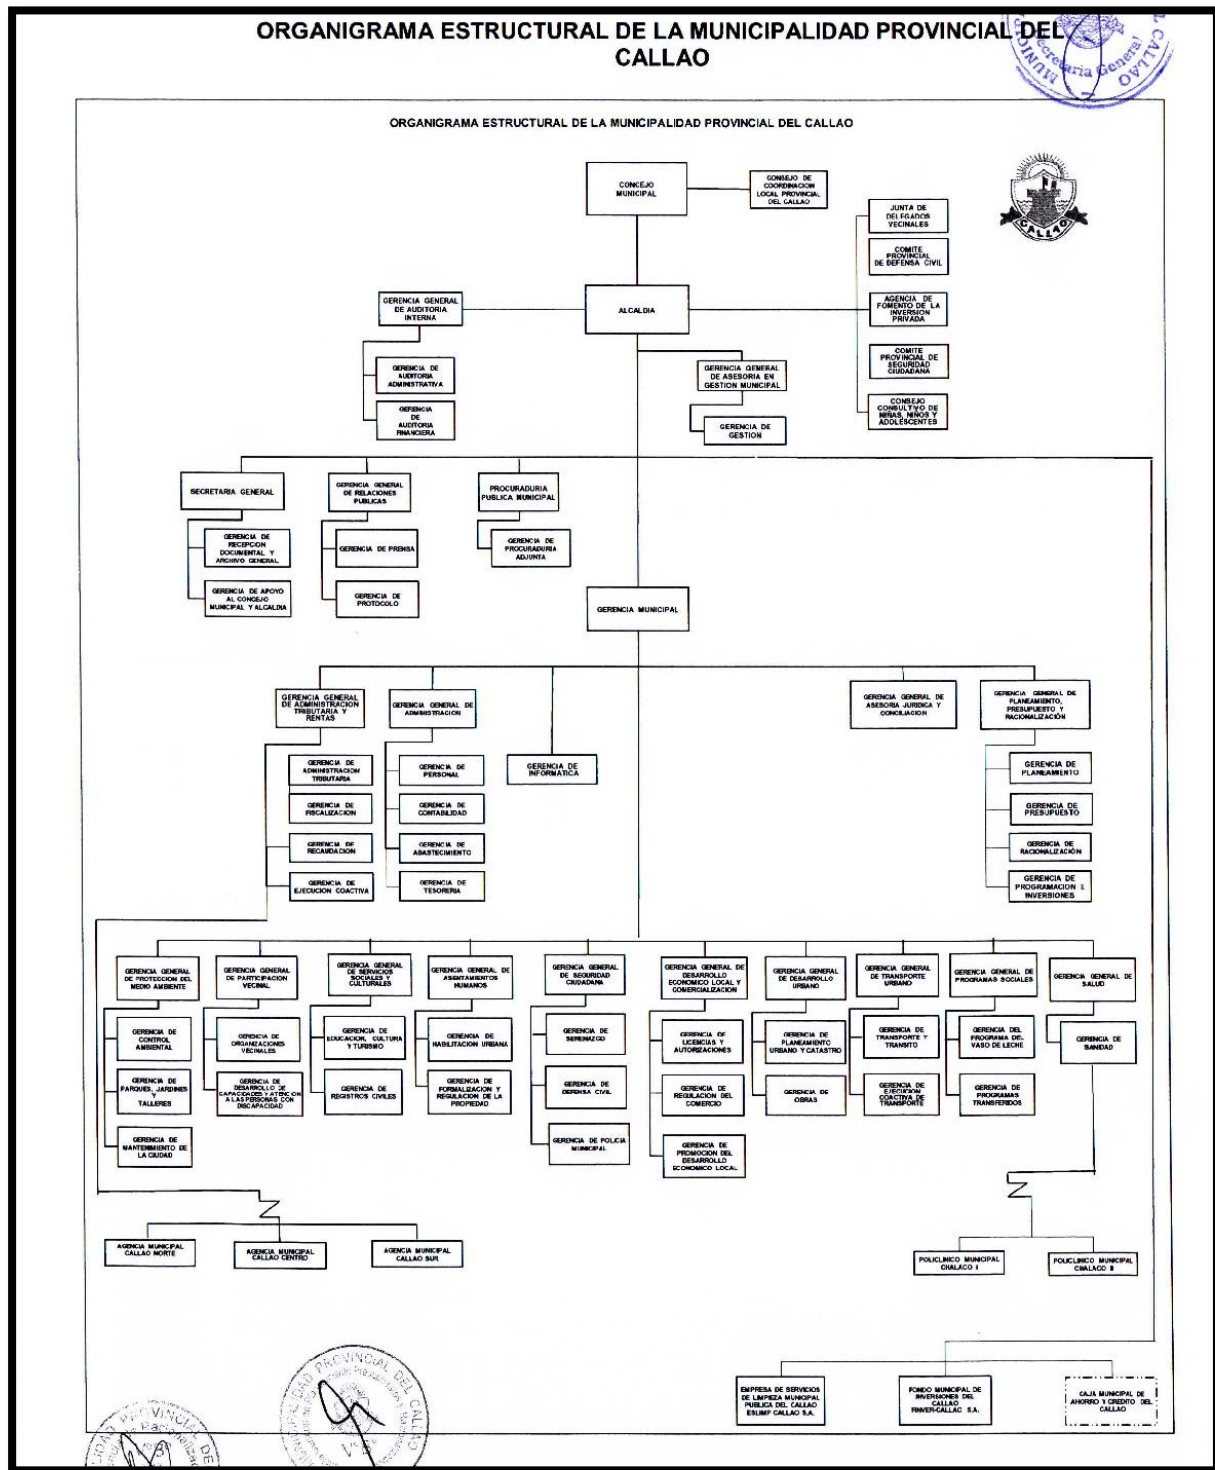 ORGANIGRAMA ESTRUCTURAL DE LA MUNICIPALIDAD PROVINCIAL DEL
CALLAO
MUNICI
Secretaria General
L CALLAO
ORGANIGRAMA ESTRUCTURAL DE LA MUNICIPALIDAD PROVINCIAL DEL CALLAO
CONCEJO
MUNICIPAL
CONSEJO DE
COORDINACION
LOCAL PROVINCIAL
DEL CALLAO
CALLAO
JUNTA DE
DELEGADOS
VECINALES
COMITE
PROVINCIAL
DE DEFENSA CIVIL
GERENCIA GENERAL
DE AUDITORIA
INTERNA
ALCALDIA
AGENCIA DE
FOMENTO DE LA
INVERSION
PRIVADA
GERENCIA DE
AUDITORIA
ADMINISTRATIVA
GERENCIA GENERAL
DE ASESORIA EN
GESTION MUNICIPAL
COMITE
PROVINCIAL DE
SEGURIDAD
CIUDADANA
GERENCIA
DE
AUDITORIA
FINANCIERA
GERENCIA DE
GESTION
CONSEJO
CONSULTIVO DE
NIÑAS, NIÑOS Y
ADOLESCENTES
SECRETARIA GENERAL
GERENCIA GENERAL
DE RELACIONES
PUBLICAS
PROCURADURIA
PUBLICA MUNICIPAL
GERENCIA DE
RECEPCION
DOCUMENTAL Y
ARCHIVO GENERAL
GERENCIA DE PRENSA
GERENCIA DE
PROCURADURIA
ADJUNTA
GERENCIA DE APOYO
AL CONCEJO
MUNICIPAL Y ALCALDIA
GERENCIA DE
PROTOCOLO
GERENCIA MUNICIPAL
GERENCIA GENERAL
DE ADMINISTRACION
TRIBUTARIA Y
RENTAS
GERENCIA GENERAL DE
ADMINISTRACION
GERENCIA DE
INFORMATICA
GERENCIA GENERAL DE
ASESORIA JURIDICA Y
CONCILIACION
GERENCIA GENERAL DE
PLANEAMIENTO,
PRESUPUESTO Y
RACIONALIZACIÓN
GERENCIA DE
ADMINISTRACION
TRIBUTARIA
GERENCIA DE
FISCALIZACION
GERENCIA DE
RECAUDACION
GERENCIA DE
EJECUCION COACTIVA
GERENCIA DE
PERSONAL
GERENCIA DE
CONTABILIDAD
GERENCIA DE
ABASTECIMIENTO
GERENCIA DE
TESORERIA
GERENCIA DE
PLANEAMIENTO
GERENCIA DE
PRESUPUESTO
GERENCIA DE
RACIONALIZACIÓN
GERENCIA DE
PROGRAMACION E
INVERSIONES
GERENCIA GENERAL
DE PROTECCION DEL
MEDIO AMBIENTE
GERENCIA DE
CONTROL
AMBIENTAL
GERENCIA DE
PARQUES, JARDINES
Y
TALLERES
GERENCIA DE
MANTENIMIENTO DE
LA CIUDAD
GERENCIA GENERAL
DE PARTICIPACION
VECINAL
GERENCIA DE
ORGANIZACIONES
VECINALES
GERENCIA DE
DESARROLLO DE
CAPACIDADES Y ATENCION
A LAS PERSONAS CON
DISCAPACIDAD
GERENCIA GENERAL
DE SERVICIOS
SOCIALES Y
CULTURALES
GERENCIA DE
EDUCACION, CULTURA
Y TURISMO
GERENCIA DE
REGISTROS CIVILES
GERENCIA GENERAL DE
ASENTAMIENTOS
HUMANOS
GERENCIA DE
HABILITACION URBANA
GERENCIA DE
FORMALIZACION Y
REGULACION DE LA
PROPIEDAD
GERENCIA GENERAL
DE SEGURIDAD
CIUDADANA
GERENCIA DE
SERENAZGO
GERENCIA DE
DEFENSA CIVIL
GERENCIA DE POLICIA
MUNICIPAL
GERENCIA GENERAL DE
DESARROLLO
ECONOMICO LOCAL Y
COMERCIALIZACION
GERENCIA DE
LICENCIAS Y
AUTORIZACIONES
GERENCIA DE
REGULACION DEL
COMERCIO
GERENCIA DE
PROMOCION DEL
DESARROLLO
ECONOMICO LOCAL
GERENCIA GENERAL
DE DESARROLLO
URBANO
GERENCIA DE
PLANEAMIENTO
URBANO Y CATASTRO
GERENCIA DE
OBRAS
GERENCIA GENERAL
DE TRANSPORTE
URBANO
GERENCIA DE
TRANSPORTE Y
TRANSITO
GERENCIA DE
EJECUCION
COACTIVA DE
TRANSPORTE
GERENCIA GENERAL DE
PROGRAMAS SOCIALES
GERENCIA DEL
PROGRAMA DEL
VASO DE LECHE
GERENCIA DE
PROGRAMAS
TRANSFERIDOS
GERENCIA GENERAL DE
SALUD
GERENCIA DE
SANIDAD
AGENCIA MUNICIPAL
CALLAO NORTE
AGENCIA MUNICIPAL
CALLAO CENTRO
AGENCIA MUNICIPAL
CALLAO SUR
POLICLINICO MUNICIPAL
CHALACO I
POLICLINICO MUNICIPAL
CHALACO II
EMPRESA DE SERVICIOS
DE LIMPIEZA MUNICIPAL
PUBLICA DEL CALLAO
ESLIMP CALLAO S.A.
FONDO MUNICIPAL DE
INVERSIONES DEL
CALLAO
FINVER-CALLAO S.A.
CAJA MUNICIPAL DE
AHORRO Y CREDITO DEL
CALLAO
PROVINCIAL DEL CALLAO